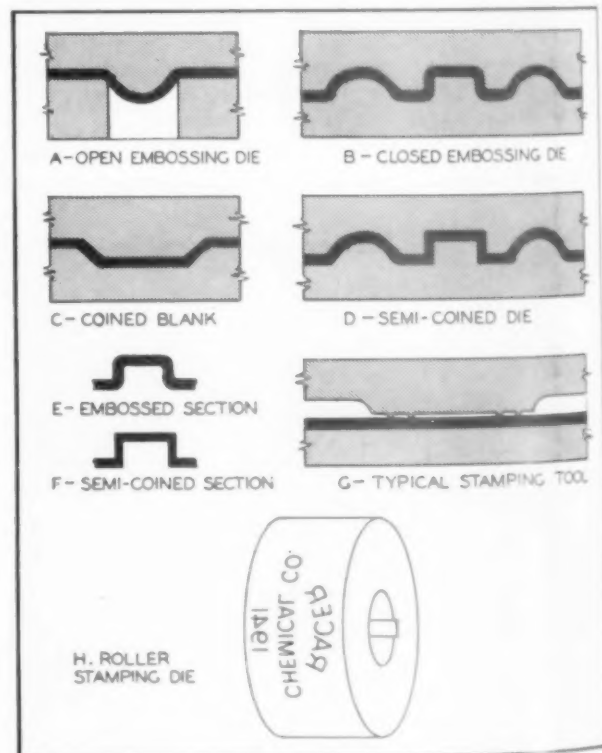 A-OPEN EMBOSSING DIE
B-CLOSED EMBOSSING DIE
C-COINED BLANK
D-SEMI-COINED DIE
E-EMBOSSED SECTION
F-SEMI-COINED SECTION
G-TYPICAL STAMPING TOOL
RACER
CHEMICAL CO.
1941
H. ROLLER
STAMPING DIE